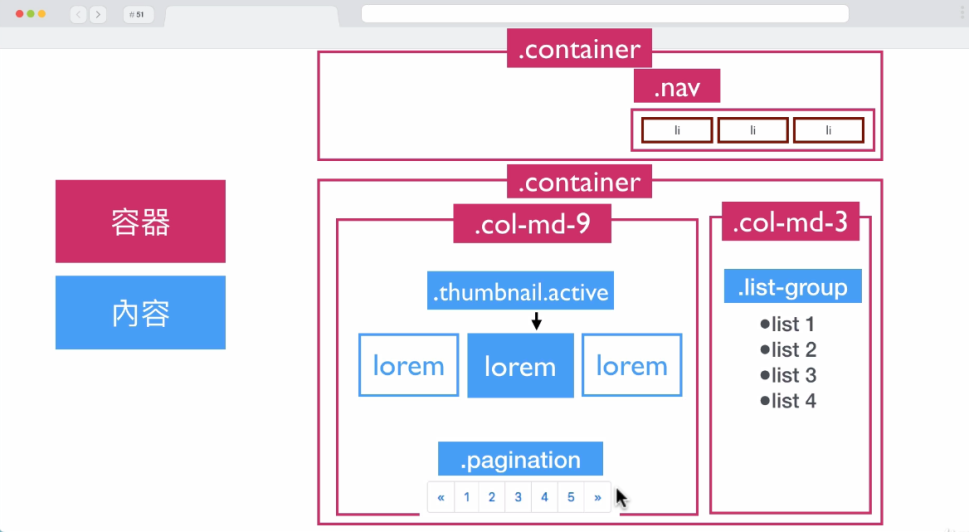 #51
.container
.nav
li li li
.container
容器
.col-md-9
.col-md-3
.thumbnail.active
.list-group
內容
lorem lorem lorem
●list 1
●list 2
●list 3
●list 4
.pagination
« 1 2 3 4 5 »